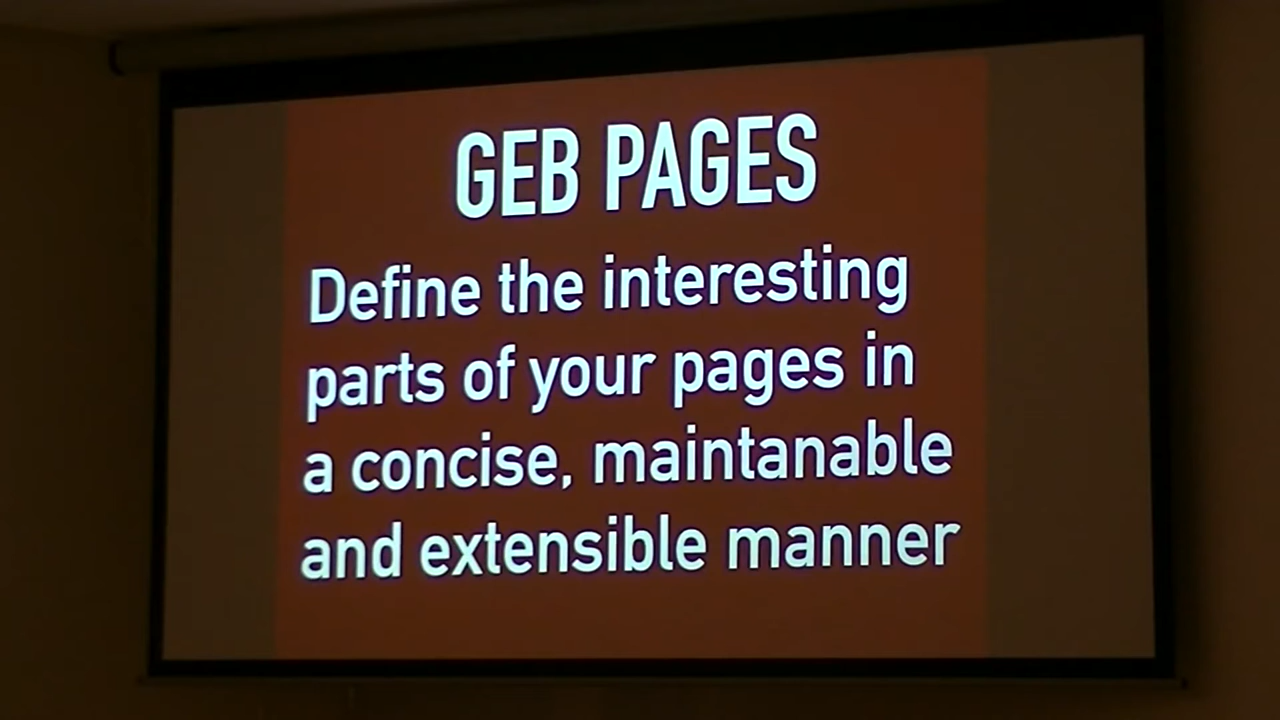 GEB PAGES
Define the interesting
parts of your pages in
a concise, maintanable
and extensible manner